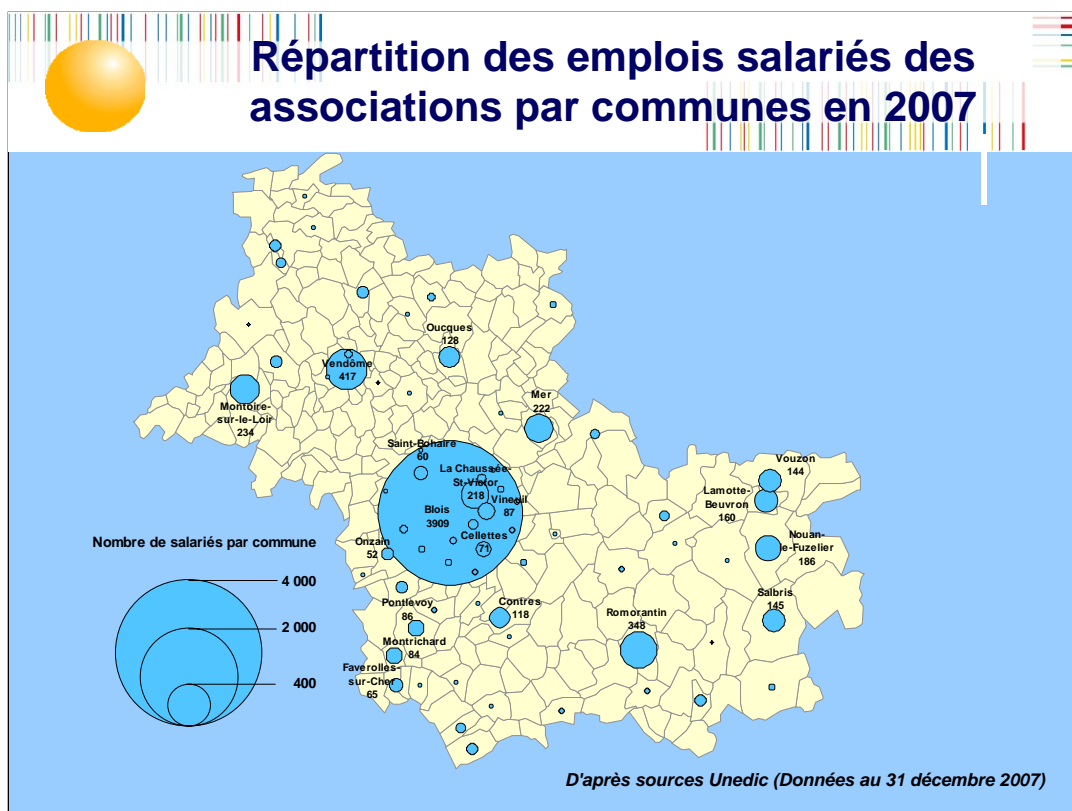 Répartition des emplois salariés des
associations par communes en 2007
Oucques
128
Vendôme
417
Mer
222
Montoire-
sur-le-Loir
234
Saint-Bohaire
60
La Chaussée-
St-Victor
218
Vineuil
87
Blois
3909
Cellettes
71
Vouzon
144
Lamotte-
Beuvron
160
Nouan-
le-Fuzelier
186
Onzain
52
Nombre de salariés par commune
4 000
2 000
400
Pontlevoy
86
Contres
118
Salbris
145
Romorantin
348
Montrichard
84
Faverolles-
sur-Cher
65
D'après sources Unedic (Données au 31 décembre 2007)